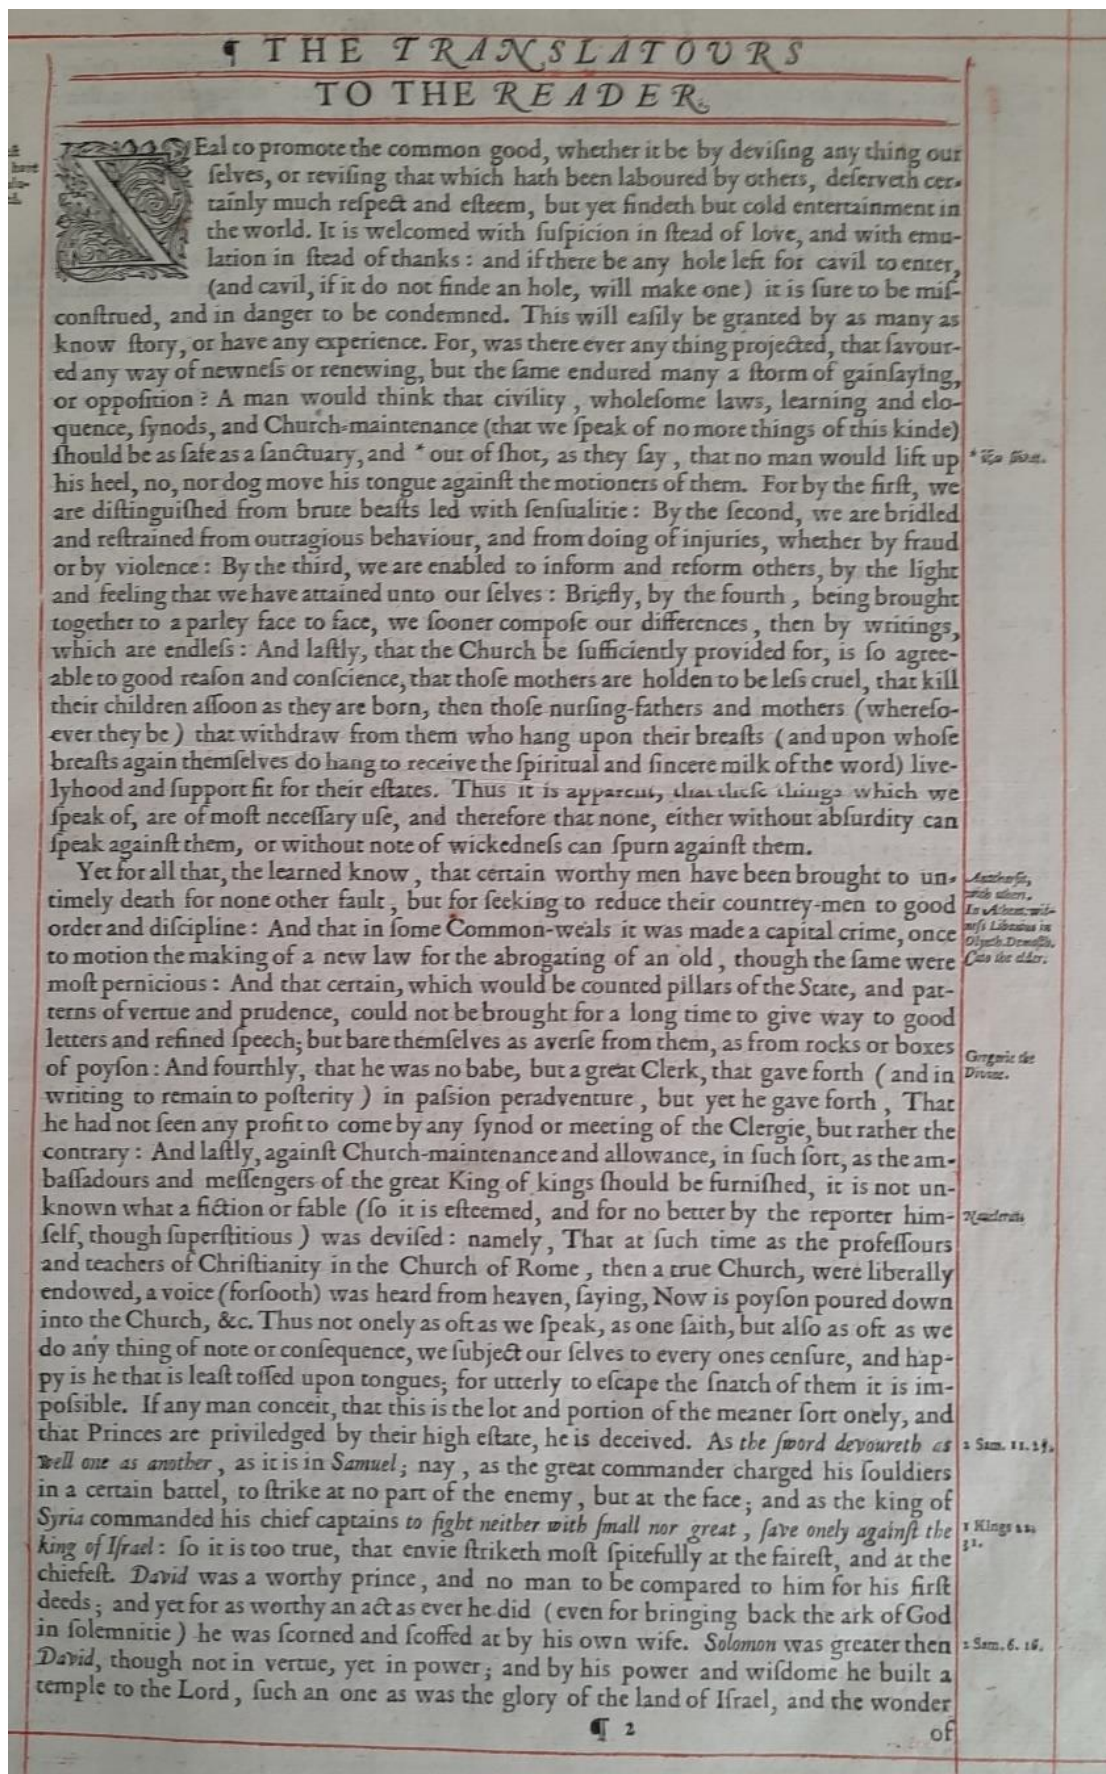 ¶ THE TRANSLATOURS
TO THE READER.
ZEal to promote the common good, whether it be by deviſing any thing our
ſelves, or reviſing that which hath been laboured by others, deſerveth cer-
tainly much reſpect and eſteem, but yet findeth but cold entertainment in
the world. It is welcomed with ſuſpicion in ſtead of love, and with emu-
lation in ſtead of thanks: and if there be any hole left for cavil to enter,
(and cavil, if it do not finde an hole, will make one) it is ſure to be miſ-
conſtrued, and in danger to be condemned. This will eaſily be granted by as many as
know ſtory, or have any experience. For, was there ever any thing projected, that ſavour-
ed any way of newneſs or renewing, but the ſame endured many a ſtorm of gainſaying,
or oppoſition? A man would think that civility, wholeſome laws, learning and elo-
quence, ſynods, and Church-maintenance (that we ſpeak of no more things of this kinde)
ſhould be as ſafe as a ſanctuary, and * out of ſhot, as they ſay, that no man would lift up
his heel, no, nor dog move his tongue againſt the motioners of them. For by the firſt, we
are diſtinguiſhed from brute beaſts led with ſenſualitie: By the ſecond, we are bridled
and reſtrained from outragious behaviour, and from doing of injuries, whether by fraud
or by violence: By the third, we are enabled to inform and reform others, by the light
and feeling that we have attained unto our ſelves: Briefly, by the fourth, being brought
together to a parley face to face, we ſooner compoſe our differences, then by writings,
which are endleſs: And laſtly, that the Church be ſufficiently provided for, is ſo agree-
able to good reaſon and conſcience, that thoſe mothers are holden to be leſs cruel, that kill
their children aſſoon as they are born, then thoſe nurſing-fathers and mothers (whereſo-
ever they be) that withdraw from them who hang upon their breaſts (and upon whoſe
breaſts again themſelves do hang to receive the ſpiritual and ſincere milk of the word) live-
lyhood and ſupport fit for their eſtates. Thus it is apparent, that theſe things which we
ſpeak of, are of moſt neceſſary uſe, and therefore that none, either without abſurdity can
ſpeak againſt them, or without note of wickedneſs can ſpurn againſt them.
Yet for all that, the learned know, that certain worthy men have been brought to un-
timely death for none other fault, but for ſeeking to reduce their countrey-men to good
order and diſcipline: And that in ſome Common-weals it was made a capital crime, once
to motion the making of a new law for the abrogating of an old, though the ſame were
moſt pernicious: And that certain, which would be counted pillars of the State, and pat-
terns of vertue and prudence, could not be brought for a long time to give way to good
letters and refined ſpeech; but bare themſelves as averſe from them, as from rocks or boxes
of poyſon: And fourthly, that he was no babe, but a great Clerk, that gave forth (and in
writing to remain to poſterity) in paſsion peradventure, but yet he gave forth, That
he had not ſeen any profit to come by any ſynod or meeting of the Clergie, but rather the
contrary: And laſtly, againſt Church-maintenance and allowance, in ſuch ſort, as the am-
baſſadours and meſſengers of the great King of kings ſhould be furniſhed, it is not un-
known what a fiction or fable (ſo it is eſteemed, and for no better by the reporter him-
ſelf, though ſuperſtitious) was deviſed: namely, That at ſuch time as the profeſſours
and teachers of Chriſtianity in the Church of Rome, then a true Church, were liberally
endowed, a voice (forſooth) was heard from heaven, ſaying, Now is poyſon poured down
into the Church, &c. Thus not onely as oft as we ſpeak, as one ſaith, but alſo as oft as we
do any thing of note or conſequence, we ſubject our ſelves to every ones cenſure, and hap-
py is he that is leaſt toſſed upon tongues; for utterly to eſcape the ſnatch of them it is im-
poſsible. If any man conceit, that this is the lot and portion of the meaner ſort onely, and
that Princes are priviledged by their high eſtate, he is deceived. As the ſword devoureth as
well one as another, as it is in Samuel; nay, as the great commander charged his ſouldiers
in a certain battel, to ſtrike at no part of the enemy, but at the face; and as the king of
Syria commanded his chief captains to fight neither with ſmall nor great, ſave onely againſt the
king of Iſrael: ſo it is too true, that envie ſtriketh moſt ſpitefully at the faireſt, and at the
chiefeſt. David was a worthy prince, and no man to be compared to him for his firſt
deeds; and yet for as worthy an act as ever he did (even for bringing back the ark of God
in ſolemnitie) he was ſcorned and ſcoffed at by his own wife. Solomon was greater then
David, though not in vertue, yet in power; and by his power and wiſdome he built a
temple to the Lord, ſuch an one as was the glory of the land of Iſrael, and the wonder
¶ 2 of
have
Anacharſis,
with others.
In Athens, wit-
neſs Libanius in
Olynth. Demoſth.
Cato the elder.
Gregorie the
Divine.
Nauclerus
2 Sam. 11. 25.
1 Kings 22.
31.
2 Sam. 6. 16.